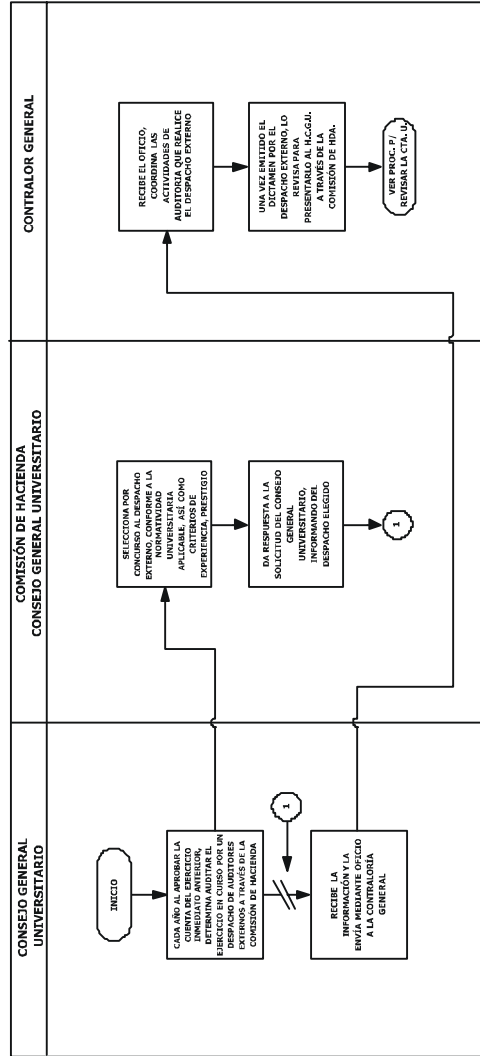 CONSEJO GENERAL
UNIVERSITARIO
COMISIÓN DE HACIENDA
CONSEJO GENERAL UNIVERSITARIO
CONTRALOR GENERAL
INICIO
CADA AÑO AL APROBAR LA
CUENTA DEL EJERCICIO
INMEDIATO ANTERIOR,
DETERMINA AUDITAR EL
EJERCICIO EN CURSO POR UN
DESPACHO DE AUDITORES
EXTERNOS A TRAVÉS DE LA
COMISIÓN DE HACIENDA
1
RECIBE LA
INFORMACIÓN Y LA
ENVÍA MEDIANTE OFICIO
A LA CONTRALORÍA
GENERAL
SELECCIONA POR
CONCURSO AL DESPACHO
EXTERNO, CONFORME A LA
NORMATIVIDAD
UNIVERSITARIA
APLICABLE, ASÍ COMO
CRITERIOS DE
EXPERIENCIA, PRESTIGIO
DA RESPUESTA A LA
SOLICITUD DEL CONSEJO
GENERAL
UNIVERSITARIO,
INFORMANDO DEL
DESPACHO ELEGIDO
1
RECIBE EL OFICIO,
COORDINA LAS
ACTIVIDADES DE
AUDITORIA QUE REALICE
EL DESPACHO EXTERNO
UNA VEZ EMITIDO EL
DICTAMEN POR EL
DESPACHO EXTERNO, LO
REVISA PARA
PRESENTARLO AL H.C.G.U.
A TRAVÉS DE LA
COMISIÓN DE HDA.
VER PROC. P/
REVISAR LA CTA. U.